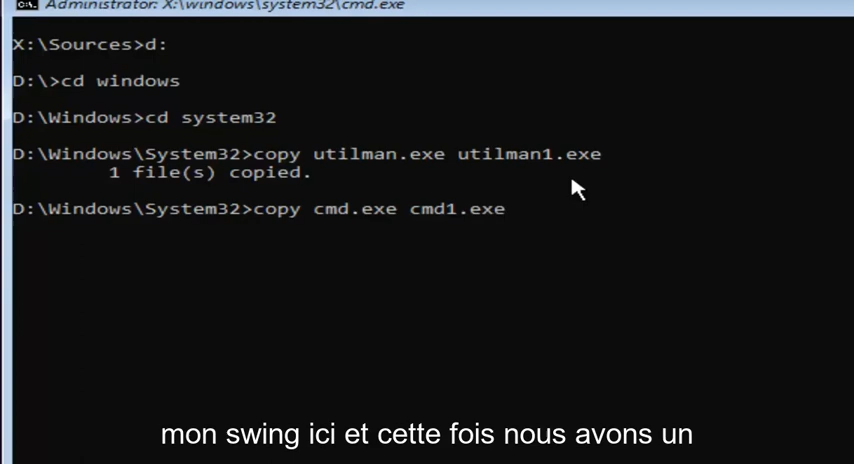 Administrator: X:\windows\system32\cmd.exe
X:\Sources>d:
D:\>cd windows
D:\Windows>cd system32
D:\Windows\System32>copy utilman.exe utilman1.exe
1 file(s) copied.
D:\Windows\System32>copy cmd.exe cmd1.exe
mon swing ici et cette fois nous avons un